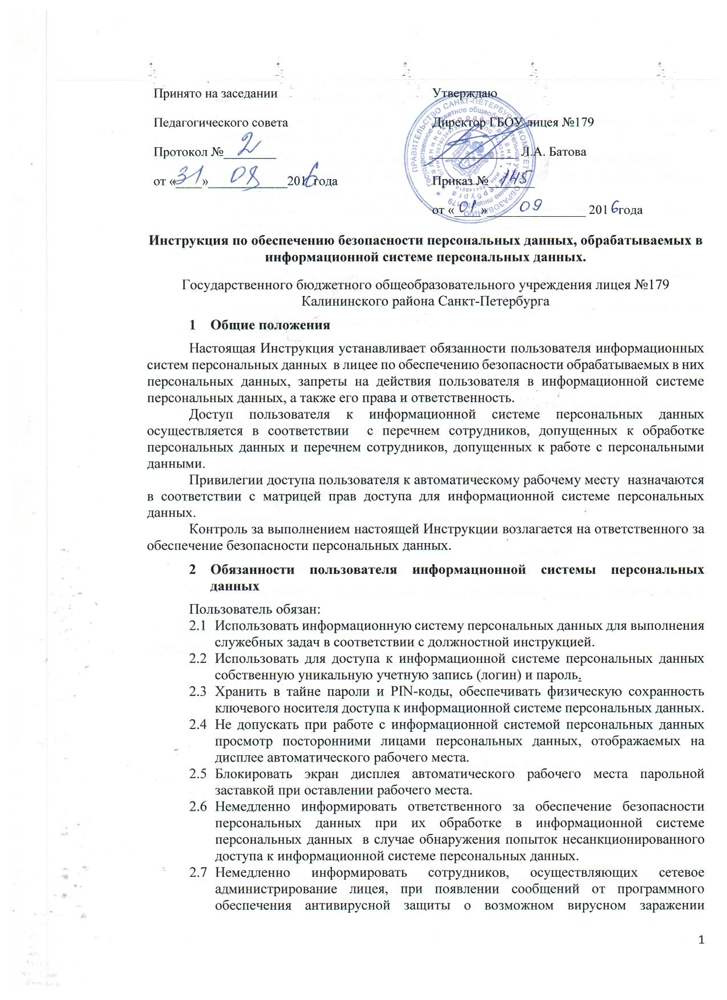 Принято на заседании
Утверждаю
Педагогического совета
Директор ГБОУ лицея №179
Протокол № 2
Л.А. Батова
от «31» 08 2016 года
Приказ № 145
от «01» 09 2016 года
ПРАВИТЕЛЬСТВО САНКТ-ПЕТЕРБУРГА КОМИТЕТ ПО ОБРАЗОВАНИЮ
Инструкция по обеспечению безопасности персональных данных, обрабатываемых в
информационной системе персональных данных.
Государственного бюджетного общеобразовательного учреждения лицея №179
Калининского района Санкт-Петербурга
1 Общие положения
Настоящая Инструкция устанавливает обязанности пользователя информационных
систем персональных данных в лицее по обеспечению безопасности обрабатываемых в них
персональных данных, запреты на действия пользователя в информационной системе
персональных данных, а также его права и ответственность.
Доступ пользователя к информационной системе персональных данных
осуществляется в соответствии с перечнем сотрудников, допущенных к обработке
персональных данных и перечнем сотрудников, допущенных к работе с персональными
данными.
Привилегии доступа пользователя к автоматическому рабочему месту назначаются
в соответствии с матрицей прав доступа для информационной системе персональных
данных.
Контроль за выполнением настоящей Инструкции возлагается на ответственного за
обеспечение безопасности персональных данных.
2 Обязанности пользователя информационной системы персональных
данных
Пользователь обязан:
2.1 Использовать информационную систему персональных данных для выполнения
служебных задач в соответствии с должностной инструкцией.
2.2 Использовать для доступа к информационной системе персональных данных
собственную уникальную учетную запись (логин) и пароль.
2.3 Хранить в тайне пароли и PIN-коды, обеспечивать физическую сохранность
ключевого носителя доступа к информационной системе персональных данных.
2.4 Не допускать при работе с информационной системой персональных данных
просмотр посторонними лицами персональных данных, отображаемых на
дисплее автоматического рабочего места.
2.5 Блокировать экран дисплея автоматического рабочего места парольной
заставкой при оставлении рабочего места.
2.6 Немедленно информировать ответственного за обеспечение безопасности
персональных данных при их обработке в информационной системе
персональных данных в случае обнаружения попыток несанкционированного
доступа к информационной системе персональных данных.
2.7 Немедленно информировать сотрудников, осуществляющих сетевое
администрирование лицея, при появлении сообщений от программного
обеспечения антивирусной защиты о возможном вирусном заражении
1